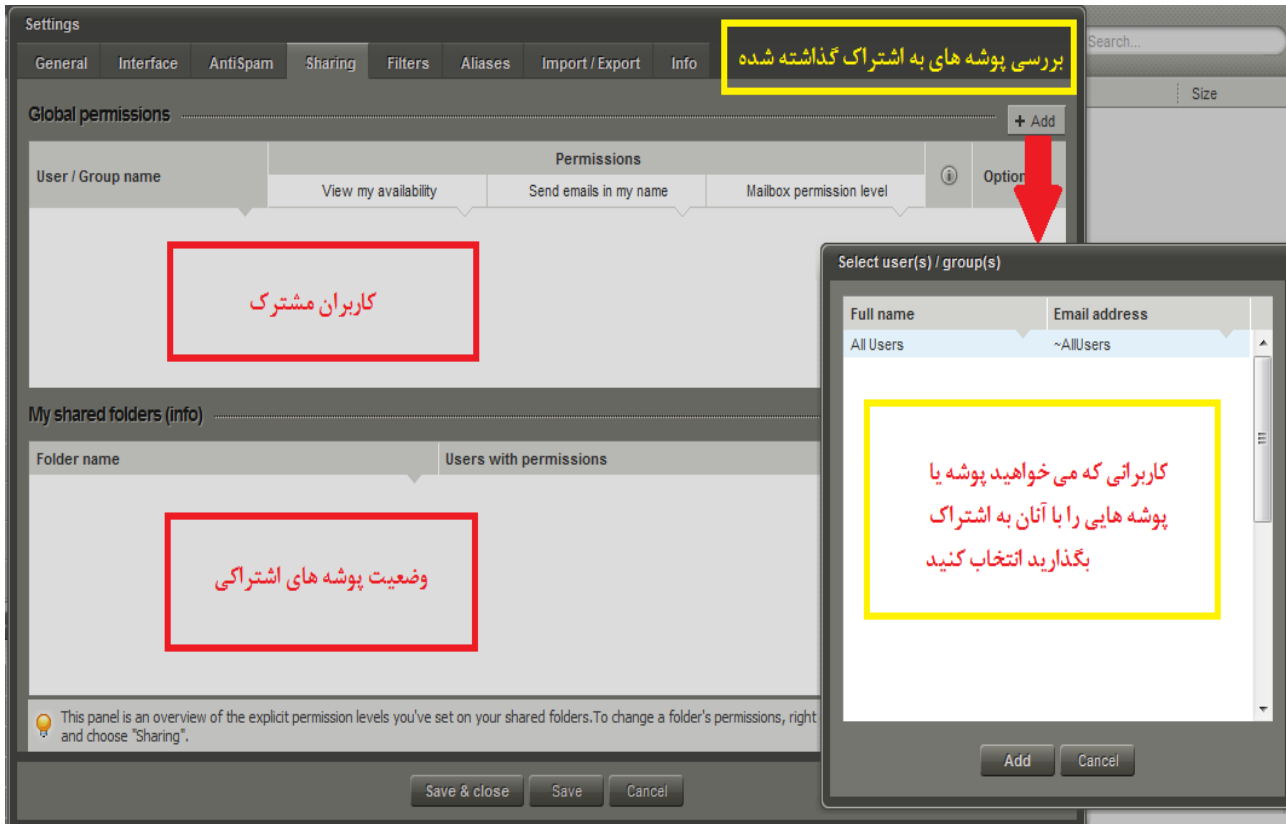 Settings
Search...
General Interface AntiSpam Sharing Filters Aliases Import / Export Info
بررسی پوشه های به اشتراک گذاشته شده
Size
Global permissions
+ Add
User / Group name
Permissions
View my availability Send emails in my name Mailbox permission level
Option
کاربران مشترک
Select user(s) / group(s)
Full name Email address
All Users ~AllUsers
کاربرانی که می خواهید پوشه یا
پوشه هایی را با آنان به اشتراک
بگذارید انتخاب کنید
Add Cancel
My shared folders (info)
Folder name Users with permissions
وضعیت پوشه های اشتراکی
This panel is an overview of the explicit permission levels you've set on your shared folders.To change a folder's permissions, right
and choose "Sharing".
Save & close Save Cancel